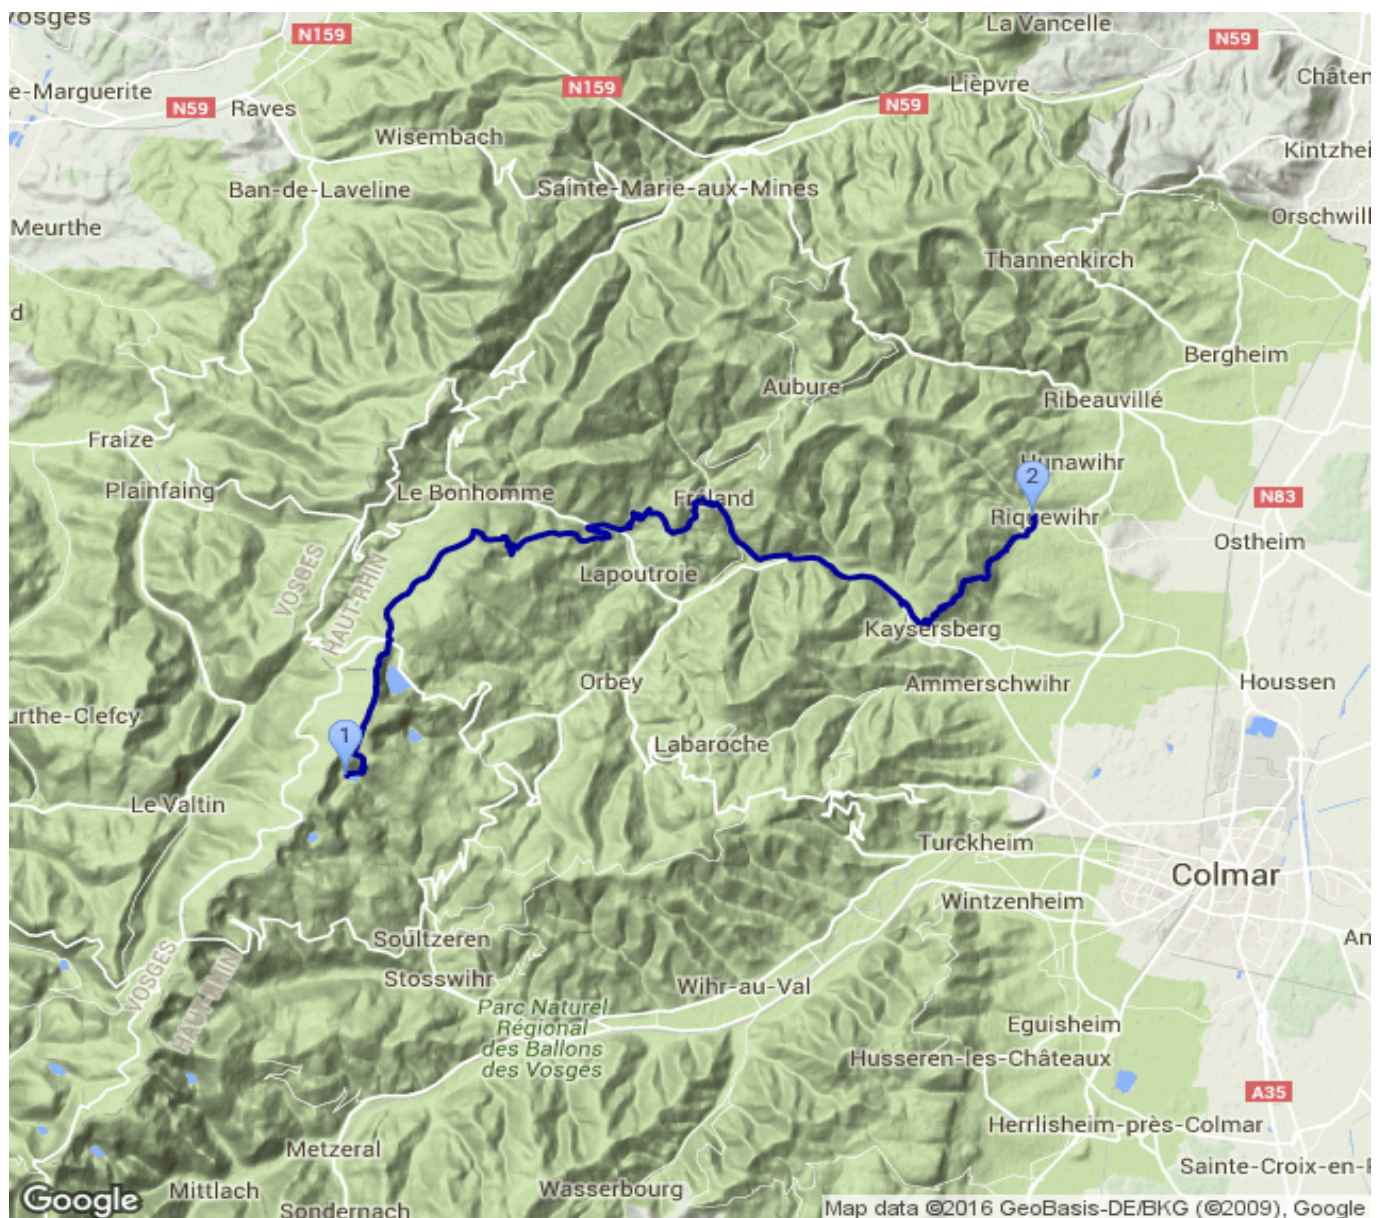 osges
N159
La Vancelle
N59
Châten
e-Marguerite
N159
Lièpvre
N59
N59
Raves
Wisembach
Kintzhei
Ban-de-Laveline
Sainte-Marie-aux-Mines
Orschwill
Meurthe
Thannenkirch
d
Bergheim
Aubure
Ribeauvillé
Fraize
Hunawihr
2
Plainfaing
Le Bonhomme
Fréland
N83
Riquewihr
Ostheim
VOSGES
HAUT-RHIN
Lapoutroie
Kaysersberg
Orbey
Ammerschwihr
Houssen
urthe-Clefcy
1
Labaroche
Le Valtin
Turckheim
Colmar
Wintzenheim
Soultzeren
An
VOSGES
HAUT-RHIN
Stosswihr
Wihr-au-Val
Parc Naturel
Régional
des Ballons
des Vosges
Eguisheim
Husseren-les-Châteaux
A35
Herrlisheim-près-Colmar
Metzeral
Sainte-Croix-en-P
Mittlach
Wasserbourg
Sondernach
Google
Map data ©2016 GeoBasis-DE/BKG (©2009), Google